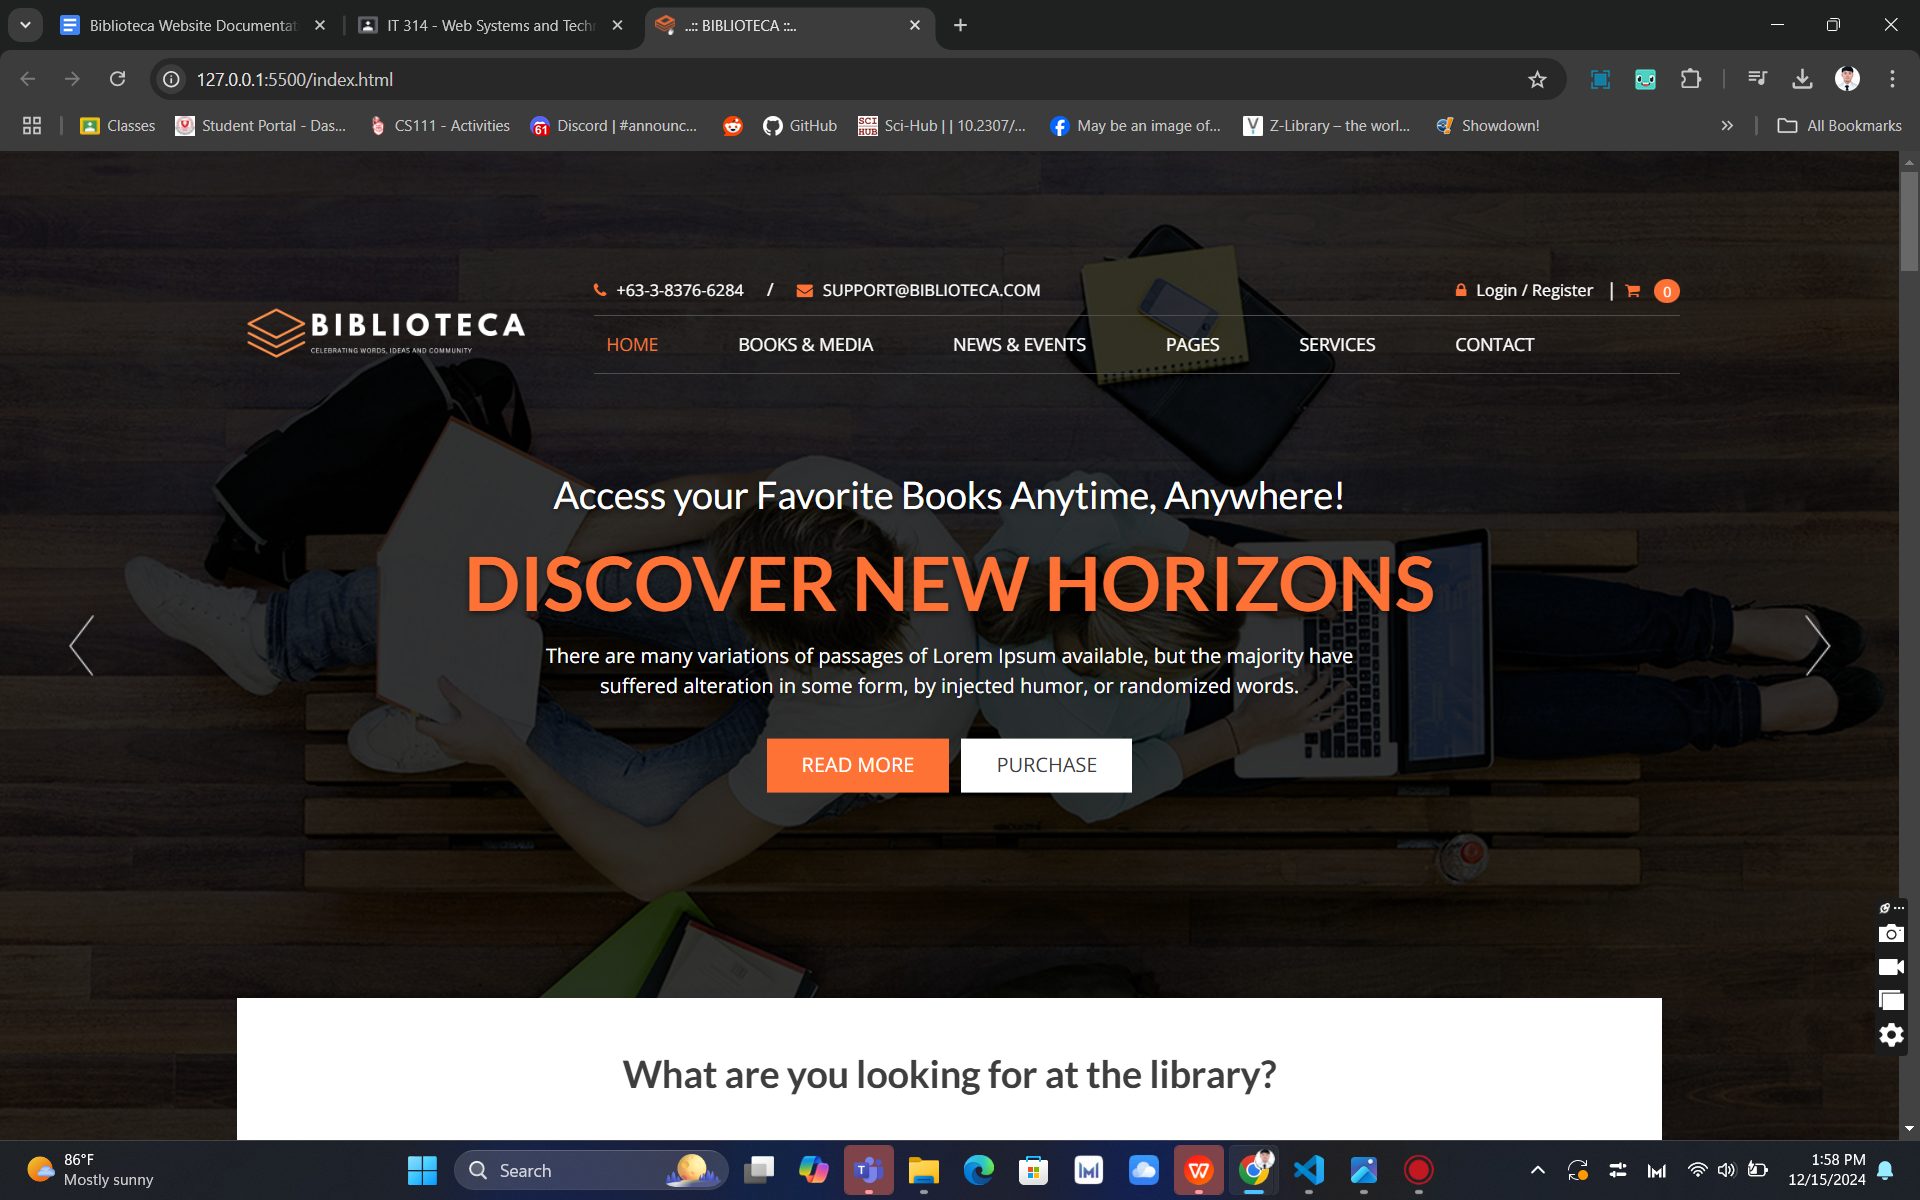 Biblioteca Website Documentat
IT 314 - Web Systems and Techn
..:: BIBLIOTECA ::..
127.0.0.1:5500/index.html
Classes
Student Portal - Das...
CS111 - Activities
61
Discord | #announc...
GitHub
SCI
HUB
Sci-Hub | | 10.2307/...
May be an image of...
Z-Library – the worl...
Showdown!
All Bookmarks
+63-3-8376-6284 / SUPPORT@BIBLIOTECA.COM
Login / Register | 0
BIBLIOTECA
CELEBRATING WORDS, IDEAS AND COMMUNITY
HOME BOOKS & MEDIA NEWS & EVENTS PAGES SERVICES CONTACT
Access your Favorite Books Anytime, Anywhere!
DISCOVER NEW HORIZONS
There are many variations of passages of Lorem Ipsum available, but the majority have
suffered alteration in some form, by injected humor, or randomized words.
READ MORE PURCHASE
What are you looking for at the library?
86°F
Mostly sunny
Search
1:58 PM
12/15/2024